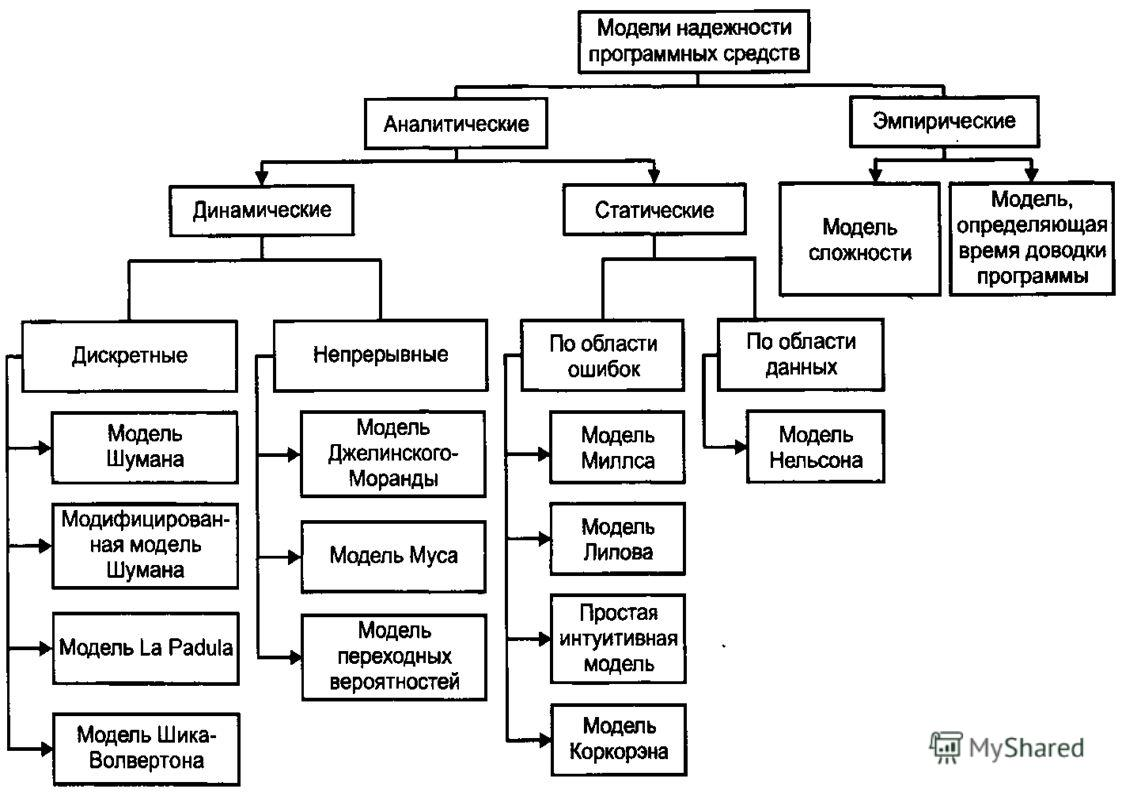 Модели надежности
программных средств
Аналитические
Эмпирические
Динамические
Статические
Модель
сложности
Модель,
определяющая
время доводки
программы
Дискретные
Непрерывные
По области
ошибок
По области
данных
Модель
Шумана
Модифицирован-
ная модель
Шумана
Модель La Padula
Модель Шика-
Волвертона
Модель
Джелинского-
Моранды
Модель Муса
Модель
переходных
вероятностей
Модель
Миллса
Модель
Липова
Простая
интуитивная
модель
Модель
Коркорэна
Модель
Нельсона
MyShared